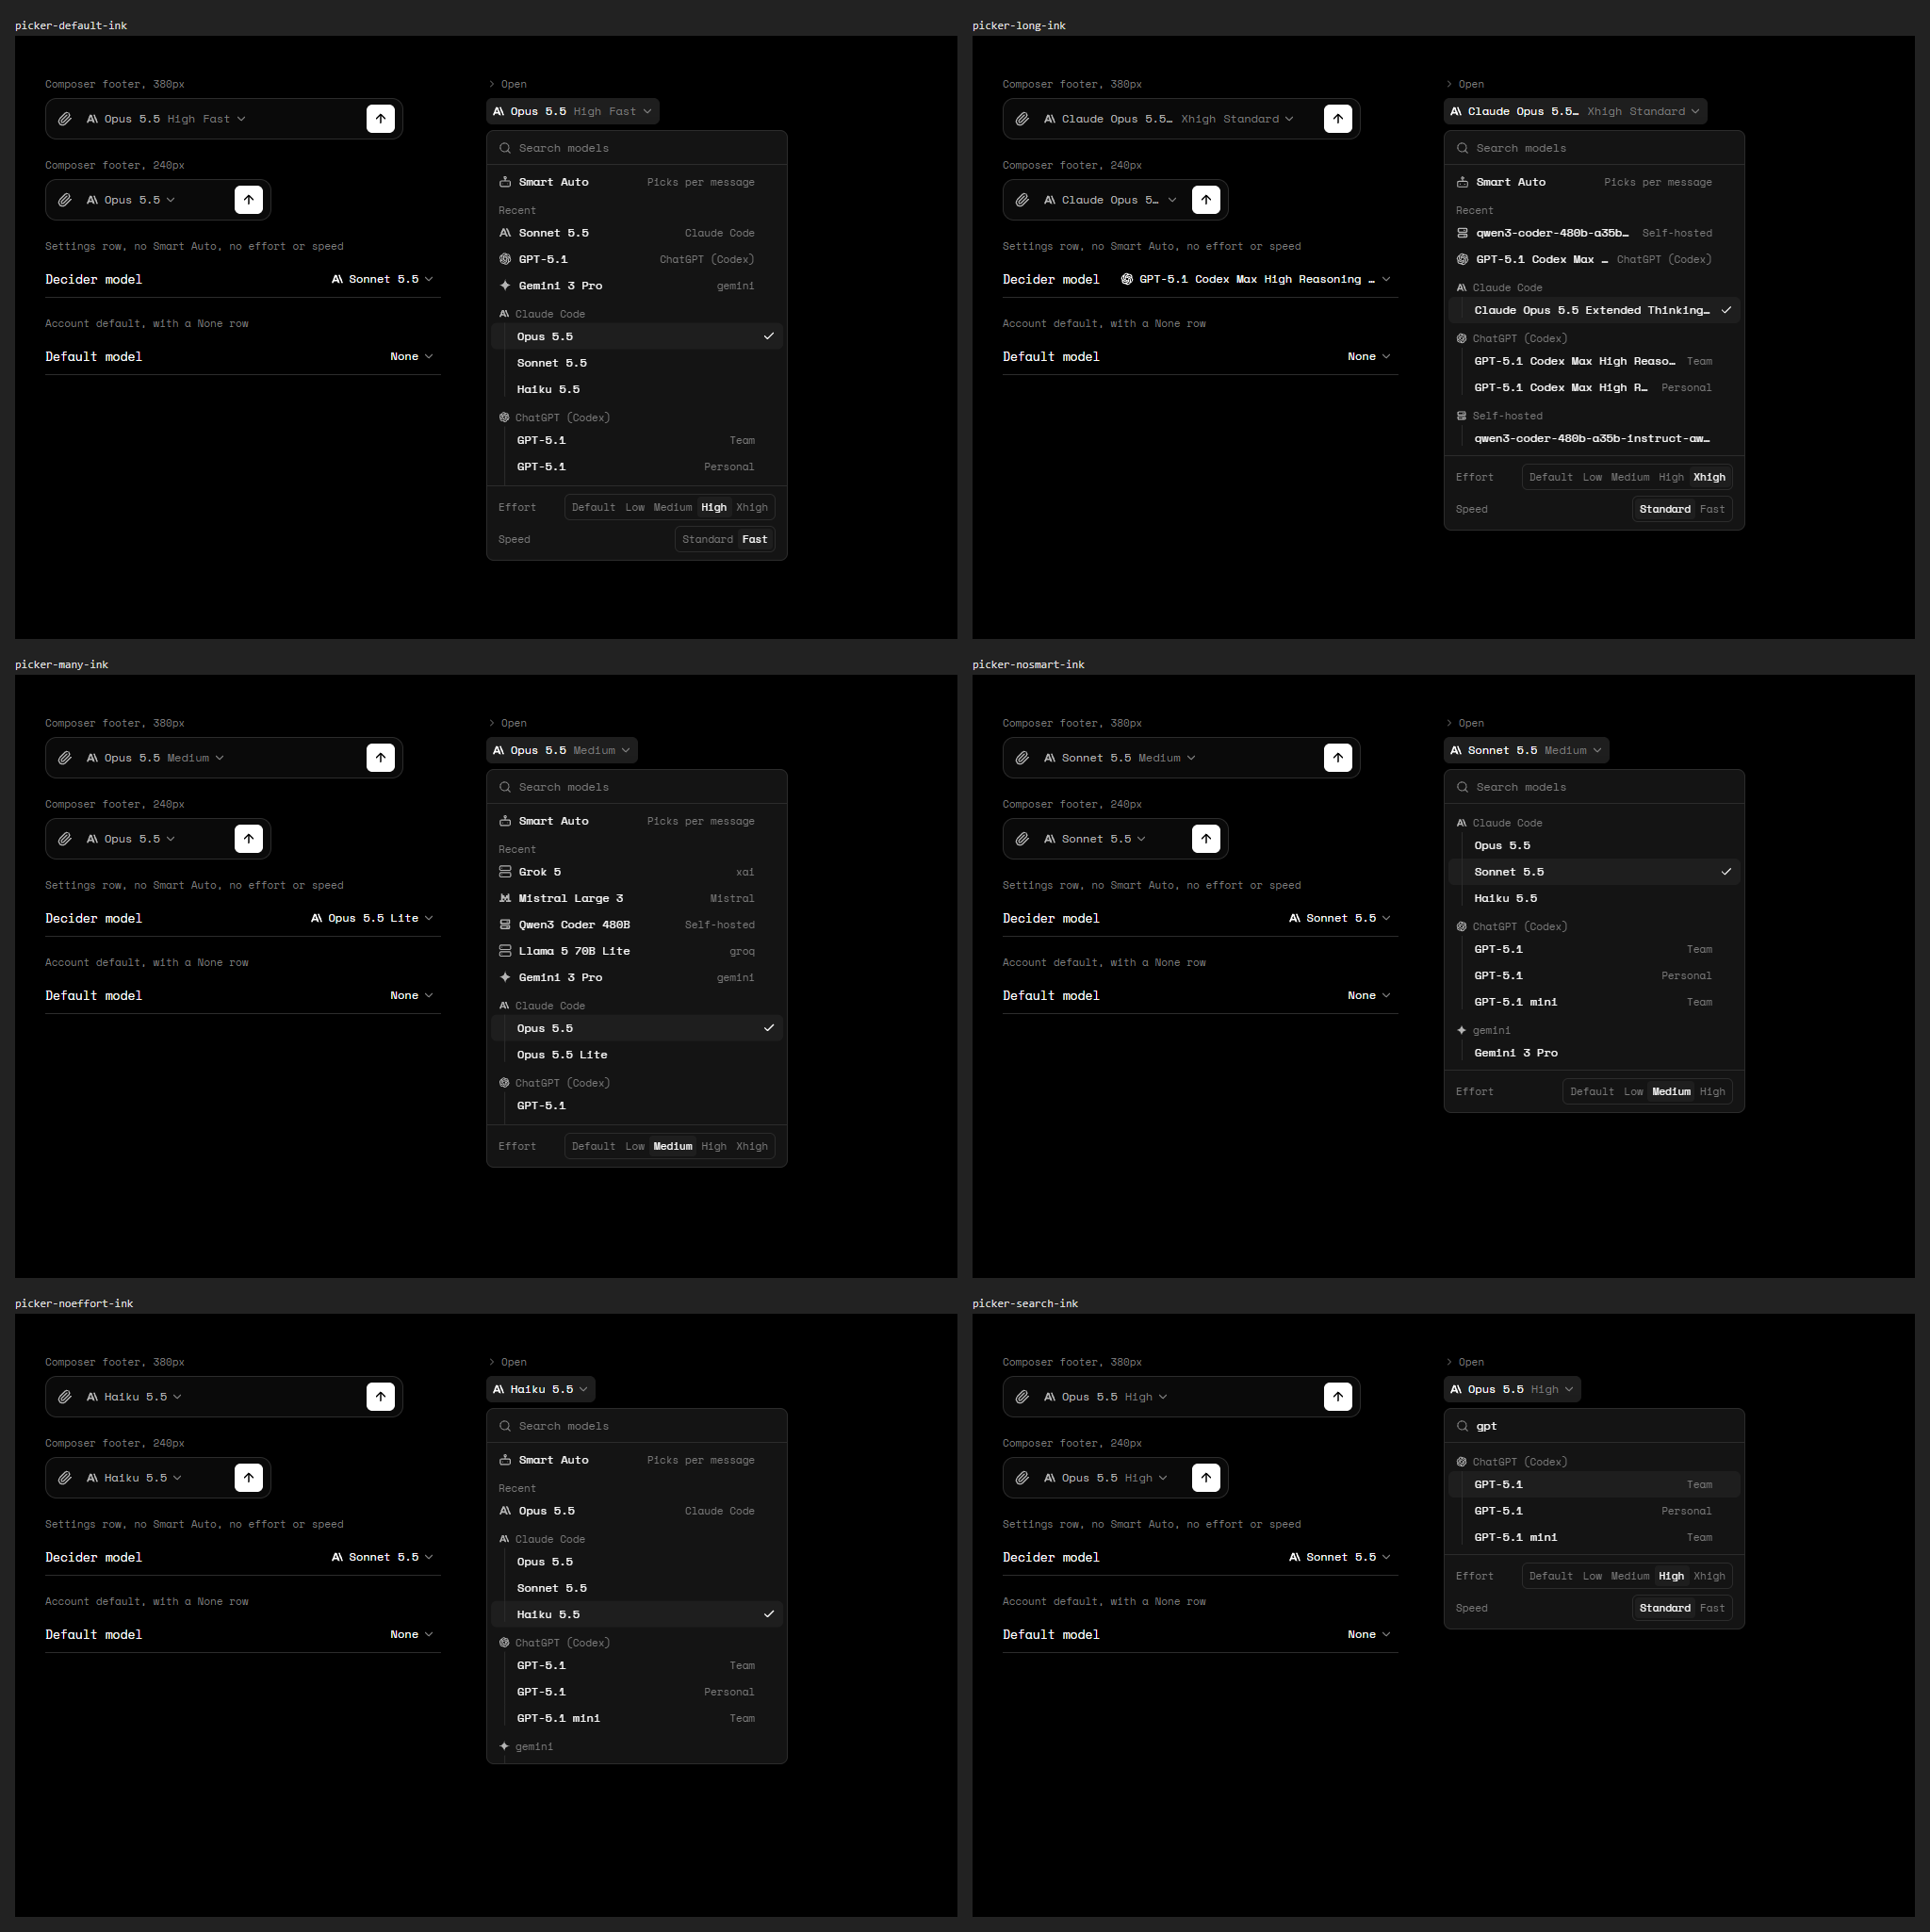 picker-default-ink
Composer footer, 380px
Opus 5.5 High Fast
Composer footer, 240px
Opus 5.5
Settings row, no Smart Auto, no effort or speed
Decider model Sonnet 5.5
Account default, with a None row
Default model None
Open
Opus 5.5 High Fast
Search models
Smart Auto Picks per message
Recent
Sonnet 5.5 Claude Code
GPT-5.1 ChatGPT (Codex)
Gemini 3 Pro gemini
Claude Code
Opus 5.5
Sonnet 5.5
Haiku 5.5
ChatGPT (Codex)
GPT-5.1 Team
GPT-5.1 Personal
Effort Default Low Medium High Xhigh
Speed Standard Fast
picker-long-ink
Composer footer, 380px
Claude Opus 5.5… Xhigh Standard
Composer footer, 240px
Claude Opus 5…
Settings row, no Smart Auto, no effort or speed
Decider model GPT-5.1 Codex Max High Reasoning …
Account default, with a None row
Default model None
Open
Claude Opus 5.5… Xhigh Standard
Search models
Smart Auto Picks per message
Recent
qwen3-coder-480b-a35b… Self-hosted
GPT-5.1 Codex Max … ChatGPT (Codex)
Claude Code
Claude Opus 5.5 Extended Thinking…
ChatGPT (Codex)
GPT-5.1 Codex Max High Reaso… Team
GPT-5.1 Codex Max High R… Personal
Self-hosted
qwen3-coder-480b-a35b-instruct-aw…
Effort Default Low Medium High Xhigh
Speed Standard Fast
picker-many-ink
Composer footer, 380px
Opus 5.5 Medium
Composer footer, 240px
Opus 5.5
Settings row, no Smart Auto, no effort or speed
Decider model Opus 5.5 Lite
Account default, with a None row
Default model None
Open
Opus 5.5 Medium
Search models
Smart Auto Picks per message
Recent
Grok 5 xai
Mistral Large 3 Mistral
Qwen3 Coder 480B Self-hosted
Llama 5 70B Lite groq
Gemini 3 Pro gemini
Claude Code
Opus 5.5
Opus 5.5 Lite
ChatGPT (Codex)
GPT-5.1
Effort Default Low Medium High Xhigh
picker-nosmart-ink
Composer footer, 380px
Sonnet 5.5 Medium
Composer footer, 240px
Sonnet 5.5
Settings row, no Smart Auto, no effort or speed
Decider model Sonnet 5.5
Account default, with a None row
Default model None
Open
Sonnet 5.5 Medium
Search models
Claude Code
Opus 5.5
Sonnet 5.5
Haiku 5.5
ChatGPT (Codex)
GPT-5.1 Team
GPT-5.1 Personal
GPT-5.1 mini Team
gemini
Gemini 3 Pro
Effort Default Low Medium High
picker-noeffort-ink
Composer footer, 380px
Haiku 5.5
Composer footer, 240px
Haiku 5.5
Settings row, no Smart Auto, no effort or speed
Decider model Sonnet 5.5
Account default, with a None row
Default model None
Open
Haiku 5.5
Search models
Smart Auto Picks per message
Recent
Opus 5.5 Claude Code
Claude Code
Opus 5.5
Sonnet 5.5
Haiku 5.5
ChatGPT (Codex)
GPT-5.1 Team
GPT-5.1 Personal
GPT-5.1 mini Team
gemini
picker-search-ink
Composer footer, 380px
Opus 5.5 High
Composer footer, 240px
Opus 5.5 High
Settings row, no Smart Auto, no effort or speed
Decider model Sonnet 5.5
Account default, with a None row
Default model None
Open
Opus 5.5 High
gpt
ChatGPT (Codex)
GPT-5.1 Team
GPT-5.1 Personal
GPT-5.1 mini Team
Effort Default Low Medium High Xhigh
Speed Standard Fast